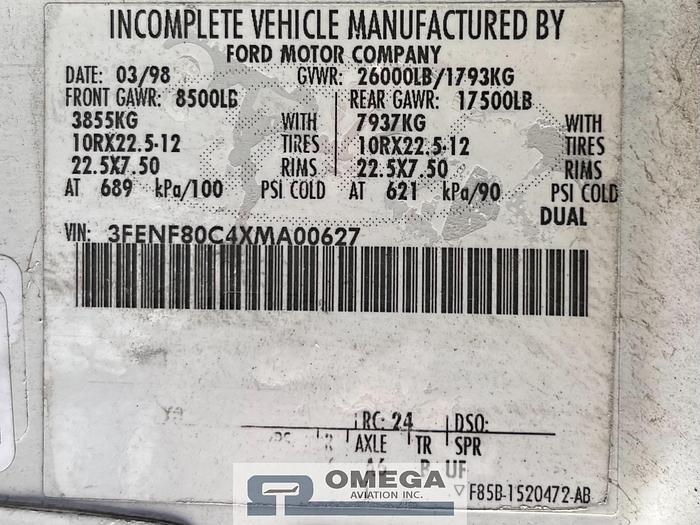 INCOMPLETE VEHICLE MANUFACTURED BY
FORD MOTOR COMPANY
DATE: 03/98 GVWR: 26000LB/1793KG
FRONT GAWR: 8500LB REAR GAWR: 17500LB
3855KG WITH 7937KG WITH
10RX22.5-12 TIRES 10RX22.5-12 TIRES
22.5X7.50 RIMS 22.5X7.50 RIMS
AT 689 kPa/100 PSI COLD AT 621 kPa/90 PSI COLD
DUAL
VIN: 3FENF80C4XMA00627
RC: 24 DSO:
R AXLE TR SPR
UF
OMEGA
AVIATION INC.
F85B-1520472-AB